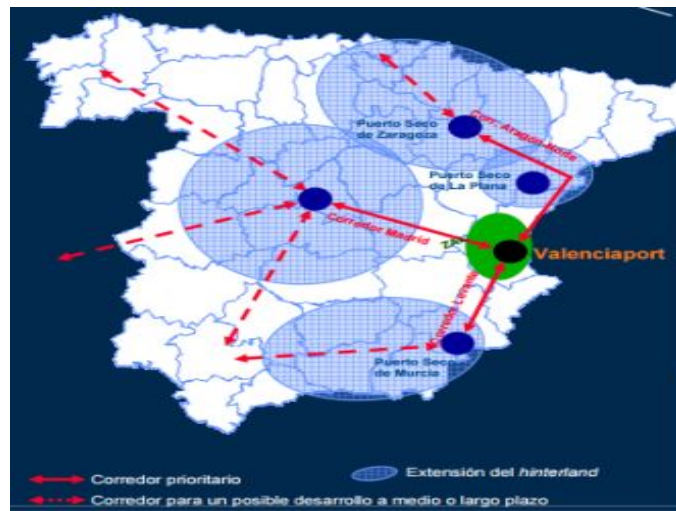 Corr. Aragón-Norte
Puerto Seco
de Zaragoza
Puerto Seco
de La Plana
Corredor Madrid
ZAL
Valenciaport
Corredor Levante
Puerto Seco
de Murcia
Corredor prioritario
Extensión del hinterland
Corredor para un posible desarrollo a medio o largo plazo